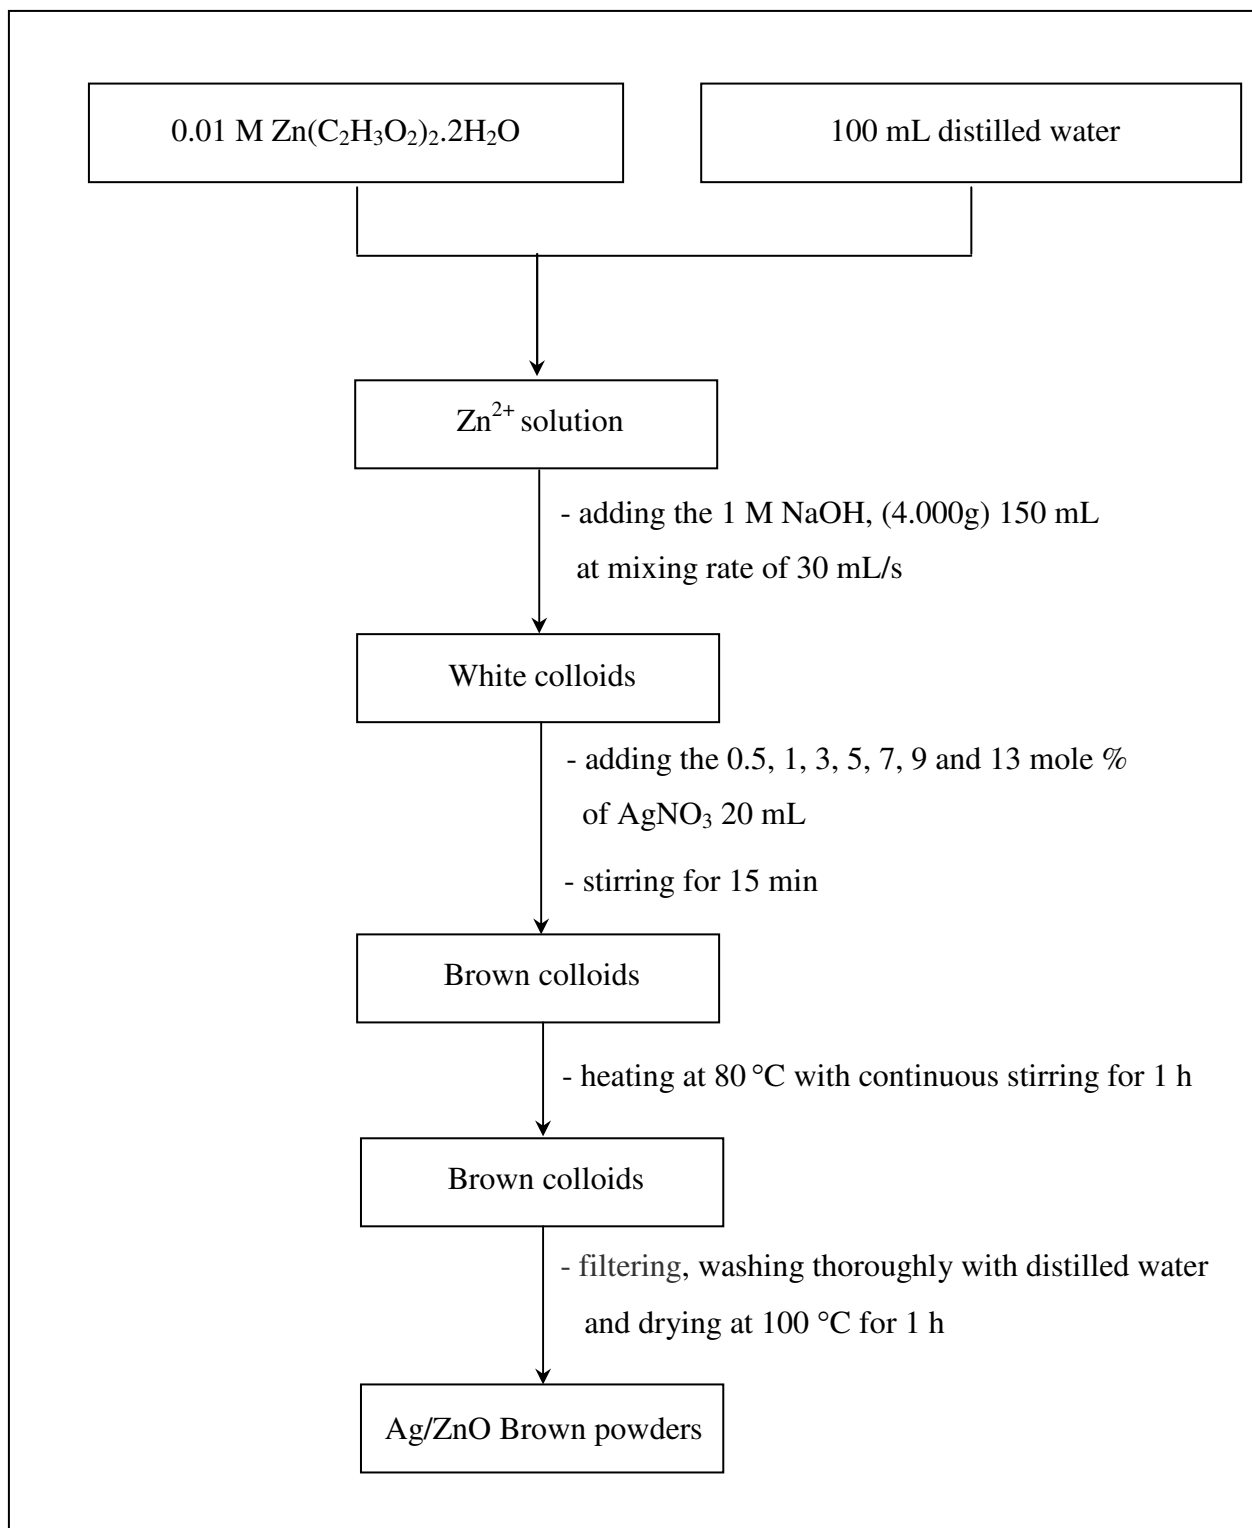 0.01 M Zn(C₂H₃O₂)₂.2H₂O
100 mL distilled water
Zn²⁺ solution
- adding the 1 M NaOH, (4.000g) 150 mL
at mixing rate of 30 mL/s
White colloids
- adding the 0.5, 1, 3, 5, 7, 9 and 13 mole %
of AgNO₃ 20 mL
- stirring for 15 min
Brown colloids
- heating at 80 °C with continuous stirring for 1 h
Brown colloids
- filtering, washing thoroughly with distilled water
and drying at 100 °C for 1 h
Ag/ZnO Brown powders